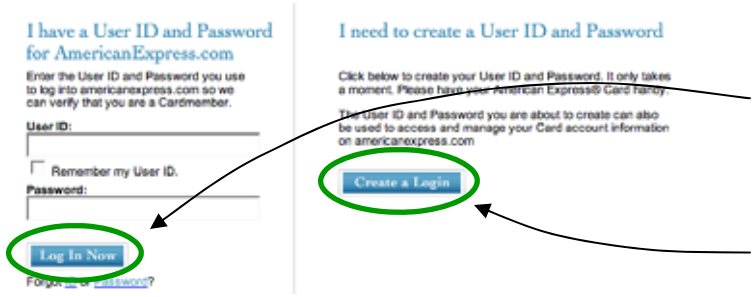 I have a User ID and Password
for AmericanExpress.com
Enter the User ID and Password you use
to log into americanexpress.com so we
can verify that you are a Cardmember.
User ID:
Remember my User ID.
Password:
Log In Now
Forgot ID or Password?
I need to create a User ID and Password
Click below to create your User ID and Password. It only takes
a moment. Please have your American Express® Card handy.
The User ID and Password you are about to create can also
be used to access and manage your Card account information
on americanexpress.com
Create a Login